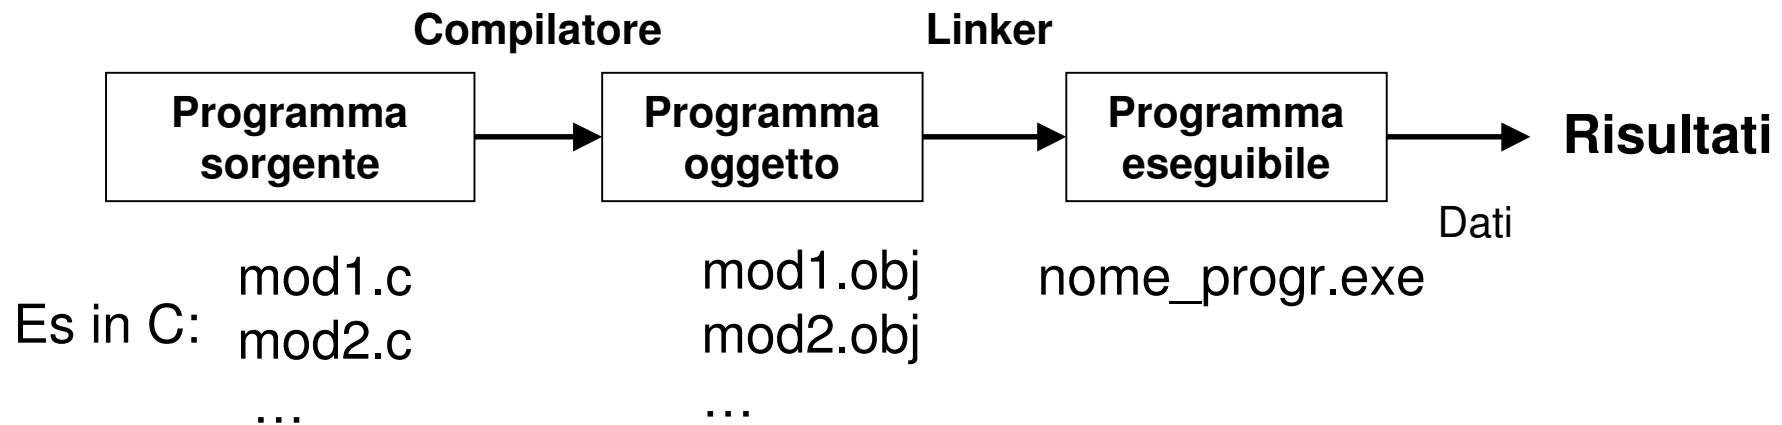 Compilatore
Linker
Programma
sorgente
Programma
oggetto
Programma
eseguibile
Risultati
Dati
Es in C:
mod1.c
mod2.c
…
mod1.obj
mod2.obj
…
nome_progr.exe